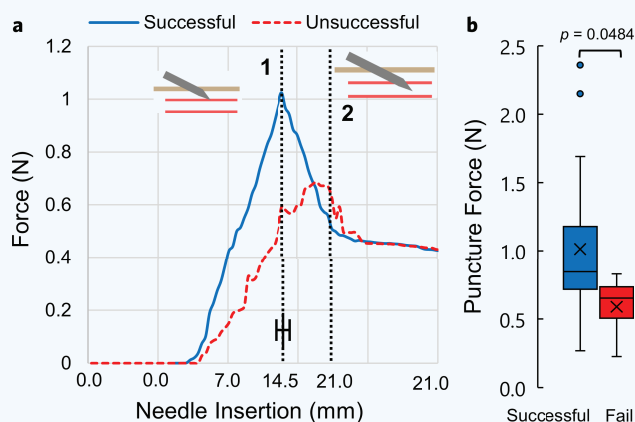 a
Successful
Unsuccessful
b
1.2
1
0.8
0.6
0.4
0.2
0
Force (N)
1
2
0.0
0.0
7.0
14.5
21.0
21.0
Needle Insertion (mm)
p = 0.0484
2.5
2.0
1.5
1.0
0.5
0.0
Puncture Force (N)
Successful
Fail